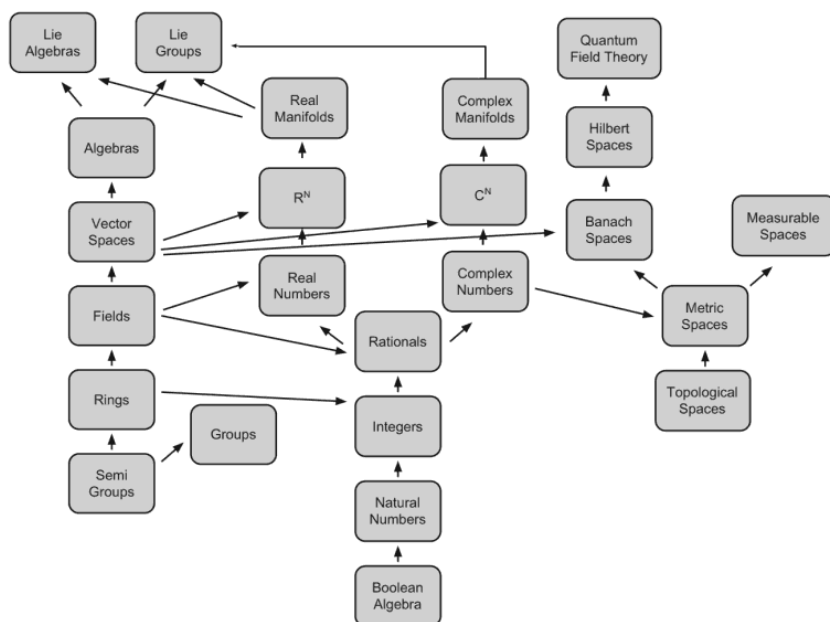 Lie
Algebras
Lie
Groups
Quantum
Field Theory
Real
Manifolds
Complex
Manifolds
Hilbert
Spaces
Algebras
R^N
C^N
Vector
Spaces
Banach
Spaces
Measurable
Spaces
Real
Numbers
Complex
Numbers
Fields
Metric
Spaces
Rationals
Rings
Topological
Spaces
Groups
Integers
Semi
Groups
Natural
Numbers
Boolean
Algebra